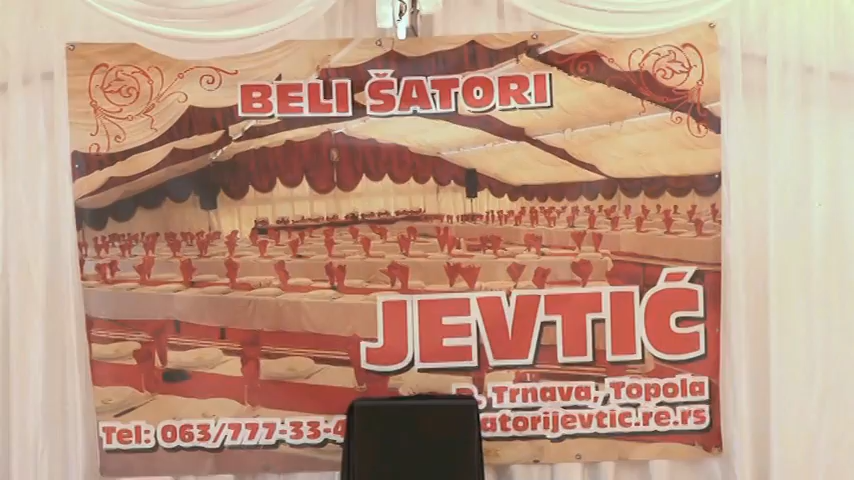 BELI ŠATORI
JEVTIĆ
Trnava, Topola
Tel: 063/777-33-4
atorijevtic.re.rs